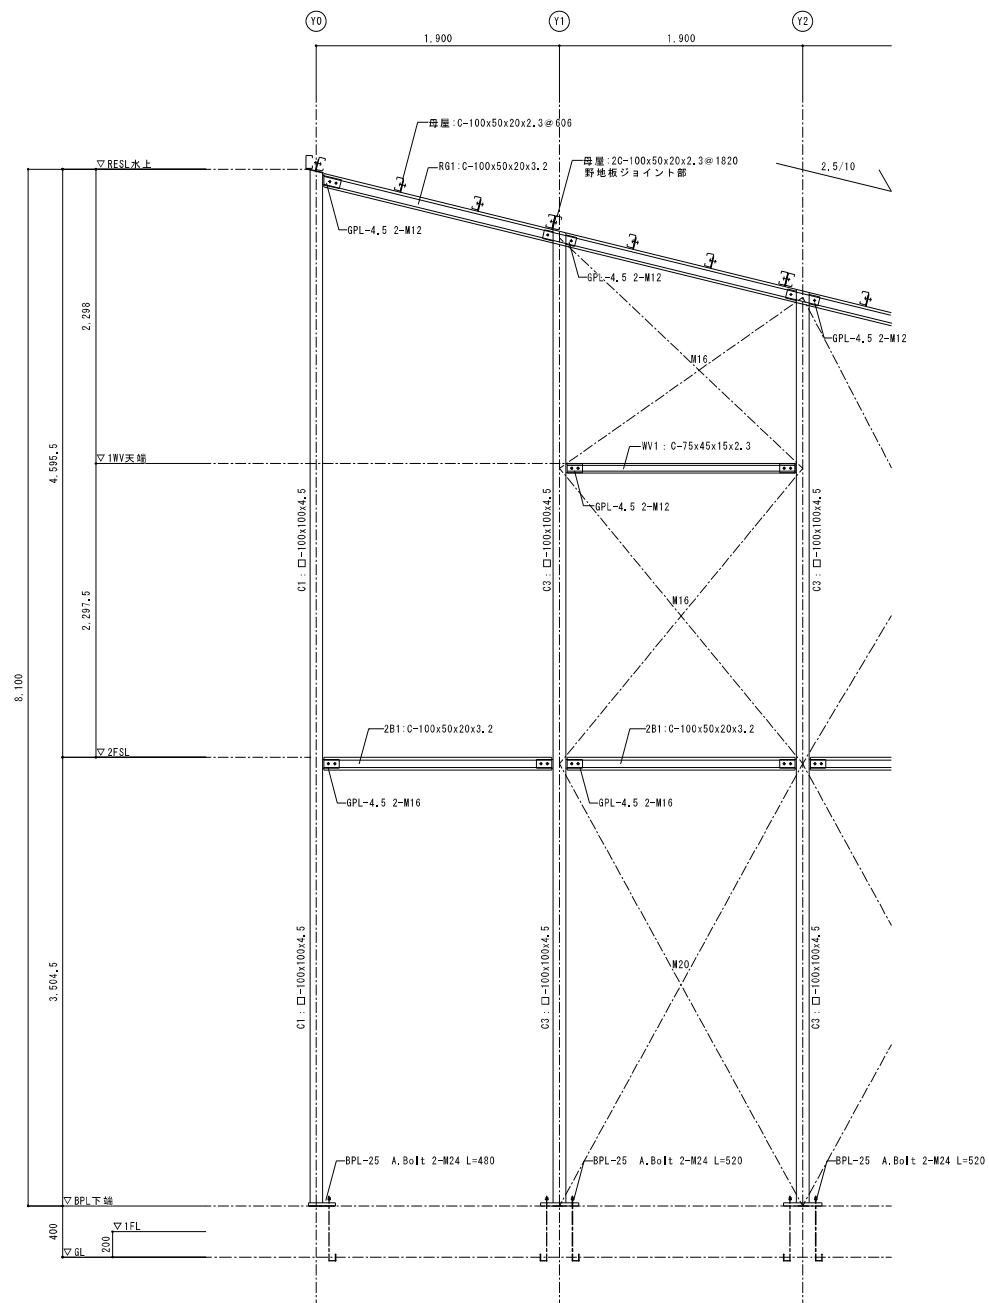 Y0
Y1
Y2
1,900
1,900
母屋:C-100x50x20x2.3@606
▽RESL水上
RG1:C-100x50x20x3.2
母屋:2C-100x50x20x2.3@1820
野地板ジョイント部
2.5/10
GPL-4.5 2-M12
GPL-4.5 2-M12
2,298
GPL-4.5 2-M12
M16
WV1 : C-75x45x15x2.3
4,595.5
▽1WV天端
GPL-4.5 2-M12
C1 : □-100x100x4.5
C3 : □-100x100x4.5
C3 : □-100x100x4.5
M16
2,297.5
8,100
2B1:C-100x50x20x3.2
2B1:C-100x50x20x3.2
▽2FSL
GPL-4.5 2-M16
GPL-4.5 2-M16
C1 : □-100x100x4.5
C3 : □-100x100x4.5
C3 : □-100x100x4.5
M20
3,504.5
BPL-25 A.Bolt 2-M24 L=480
BPL-25 A.Bolt 2-M24 L=520
BPL-25 A.Bolt 2-M24 L=520
▽BPL下端
▽1FL
400
200
▽GL